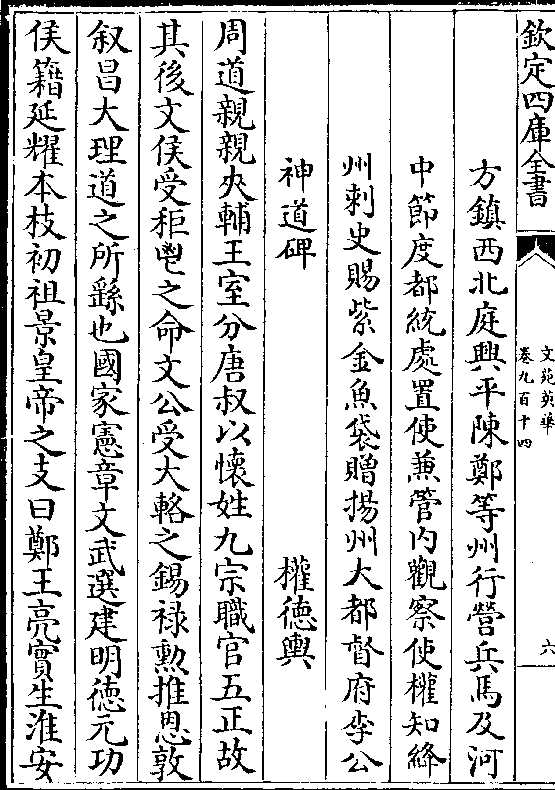 欽定四庫全書
文苑英華
卷九百十四
六
方鎮西北庭興平陳鄭等州行營兵馬及河
中節度都統處置使兼管内觀察使權知絳
州刺史賜紫金魚袋贈揚州大都督府李公
神道碑 權德輿
周道親親夾輔王室分唐叔以懷姓九宗職官五正故
其後文侯受秬鬯之命文公受大輅之錫禄勲推恩敦
叙昌大理道之所繇也國家憲章文武選建明德元功
侯籍延耀本枝初祖景皇帝之支曰鄭王亮實生淮安